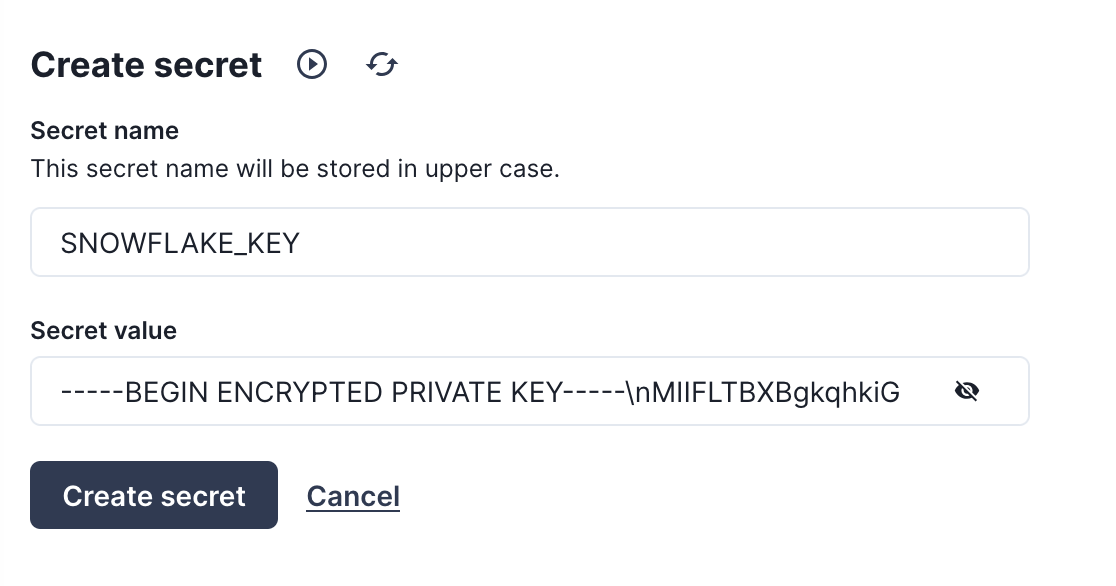 Create secret
Secret name
This secret name will be stored in upper case.
SNOWFLAKE_KEY
Secret value
-----BEGIN ENCRYPTED PRIVATE KEY-----\nMIIFLTBXBgkqhkiG
Create secret
Cancel